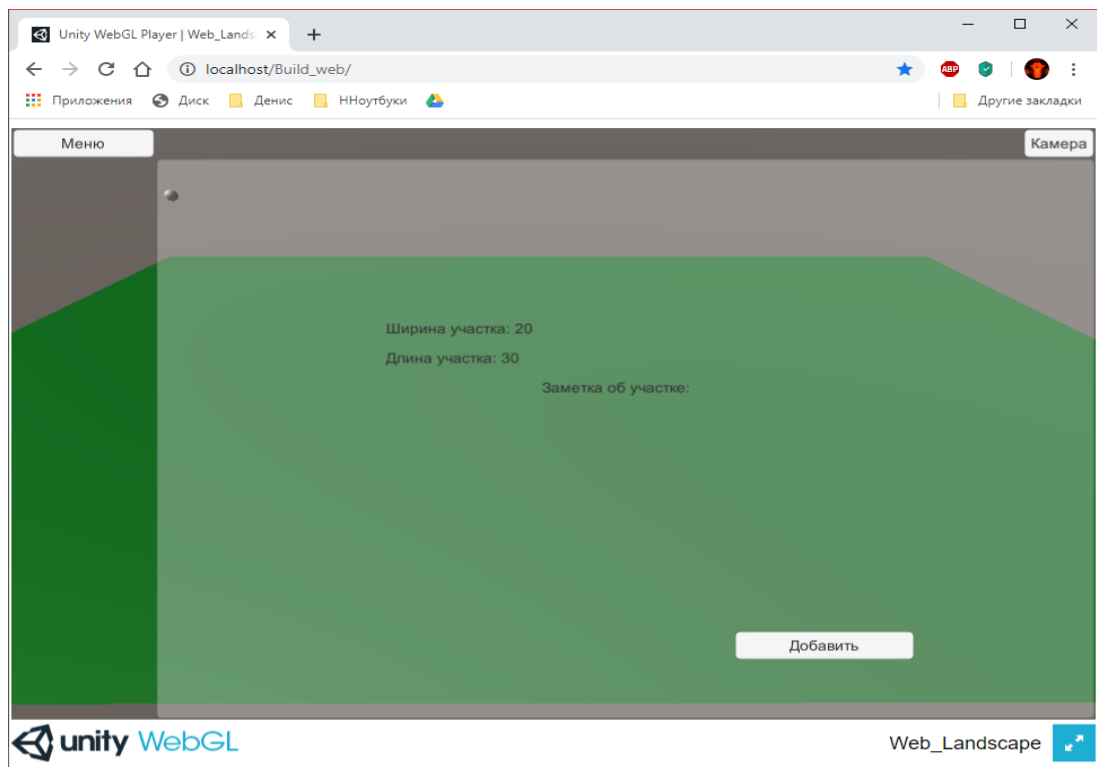 Unity WebGL Player | Web_Lands
localhost/Build_web/
ABP
Приложения Диск Денис ННоутбуки Другие закладки
Меню Камера
Ширина участка: 20
Длина участка: 30
Заметка об участке:
Добавить
unity WebGL Web_Landscape